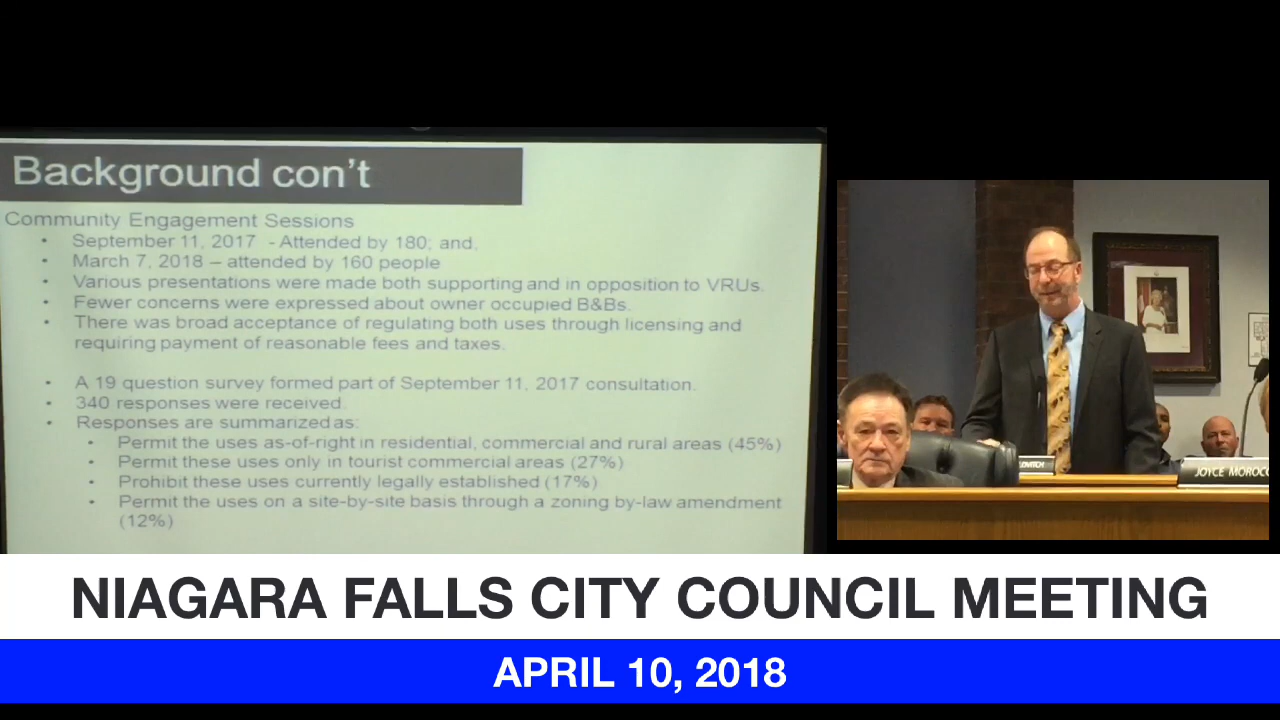 Background con't
Community Engagement Sessions
• September 11, 2017 - Attended by 180; and,
• March 7, 2018 – attended by 160 people
• Various presentations were made both supporting and in opposition to VRUs.
• Fewer concerns were expressed about owner occupied B&Bs.
• There was broad acceptance of regulating both uses through licensing and
requiring payment of reasonable fees and taxes.
• A 19 question survey formed part of September 11, 2017 consultation.
• 340 responses were received.
• Responses are summarized as:
• Permit the uses as-of-right in residential, commercial and rural areas (45%)
• Permit these uses only in tourist commercial areas (27%)
• Prohibit these uses currently legally established (17%)
• Permit the uses on a site-by-site basis through a zoning by-law amendment
(12%)
JOYCE MOROCC
NIAGARA FALLS CITY COUNCIL MEETING
APRIL 10, 2018